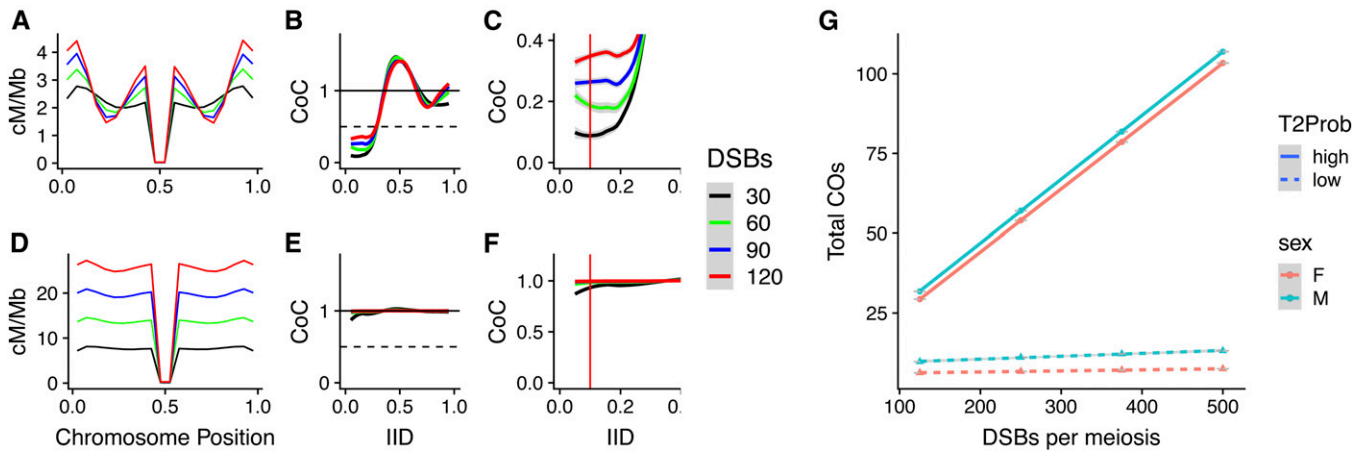 A
cM/Mb
4
3
2
1
0
0.0 0.5 1.0
B
CoC
1
0
0.0 0.5 1.0
C
CoC
0.4
0.2
0.0
0.0 0.2 0.
DSBs
30
60
90
120
D
cM/Mb
20
10
0
0.0 0.5 1.0
Chromosome Position
E
CoC
1
0
0.0 0.5 1.0
IID
F
CoC
1.0
0.5
0.0
0.0 0.2 0.
IID
G
Total COs
100
75
50
25
100 200 300 400 500
DSBs per meiosis
T2Prob
high
low
sex
F
M